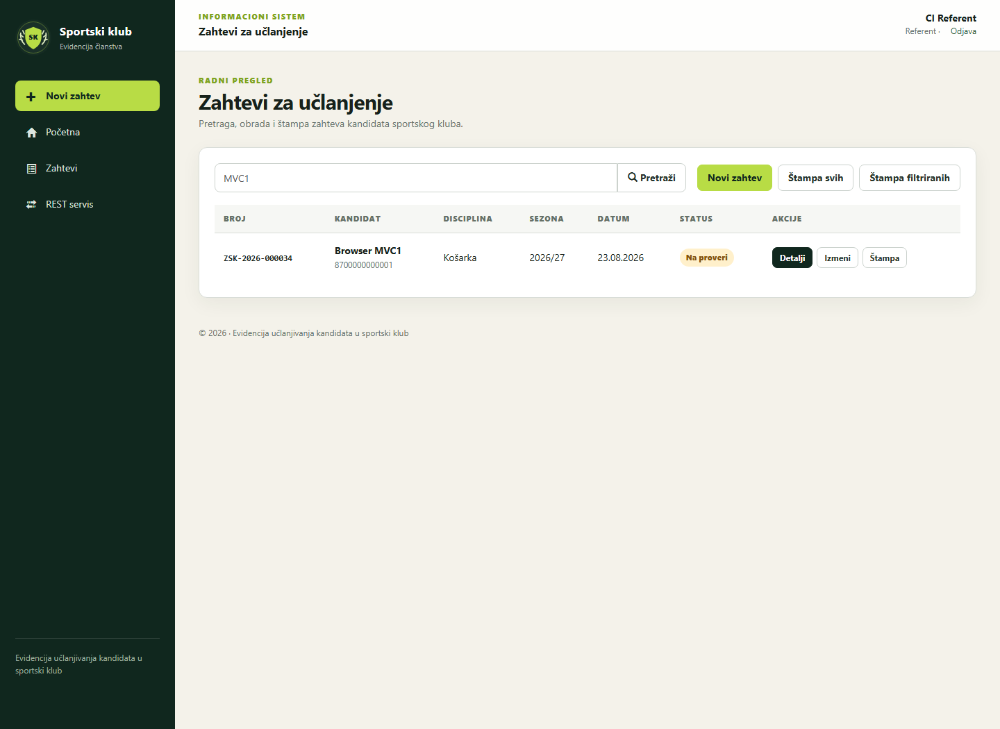 SK
Sportski klub
Evidencija članstva
Novi zahtev
Početna
Zahtevi
REST servis
Evidencija učlanjivanja kandidata u
sportski klub
INFORMACIONI SISTEM
Zahtevi za učlanjenje
CI Referent
Referent · Odjava
RADNI PREGLED
Zahtevi za učlanjenje
Pretraga, obrada i štampa zahteva kandidata sportskog kluba.
MVC1 Pretraži Novi zahtev Štampa svih Štampa filtriranih
BROJ KANDIDAT DISCIPLINA SEZONA DATUM STATUS AKCIJE
ZSK-2026-000034 Browser MVC1 Košarka 2026/27 23.08.2026 Na proveri Detalji Izmeni Štampa
8700000000001
© 2026 · Evidencija učlanjivanja kandidata u sportski klub